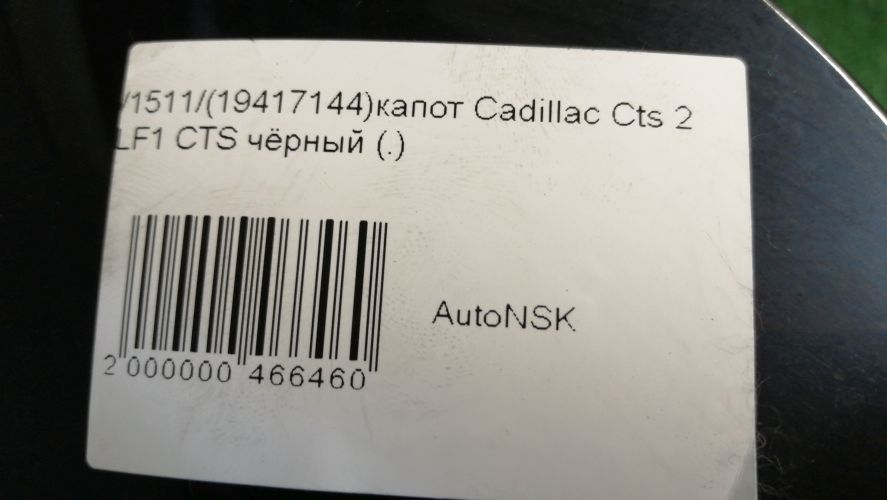 /1511/(19417144)капот Cadillac Cts 2
LF1 CTS чёрный (.)
AutoNSK
2 000000 466460